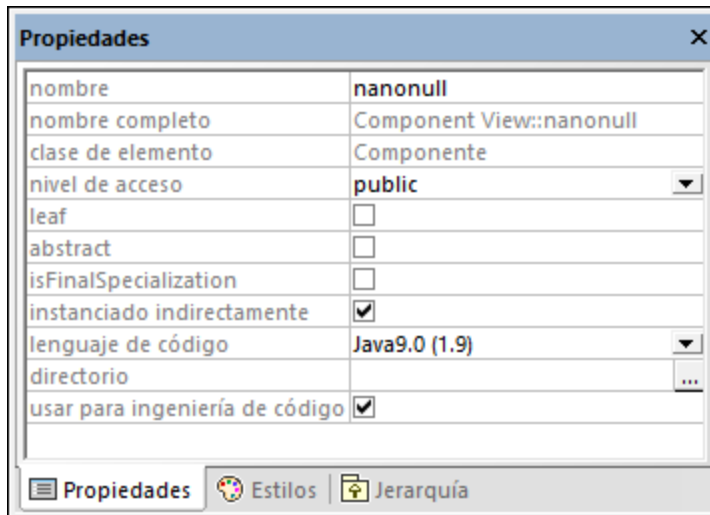 Propiedades
nombre nanonull
nombre completo Component View::nanonull
clase de elemento Componente
nivel de acceso public
leaf
abstract
isFinalSpecialization
instanciado indirectamente
lenguaje de código Java9.0 (1.9)
directorio ...
usar para ingeniería de código
Propiedades Estilos Jerarquía